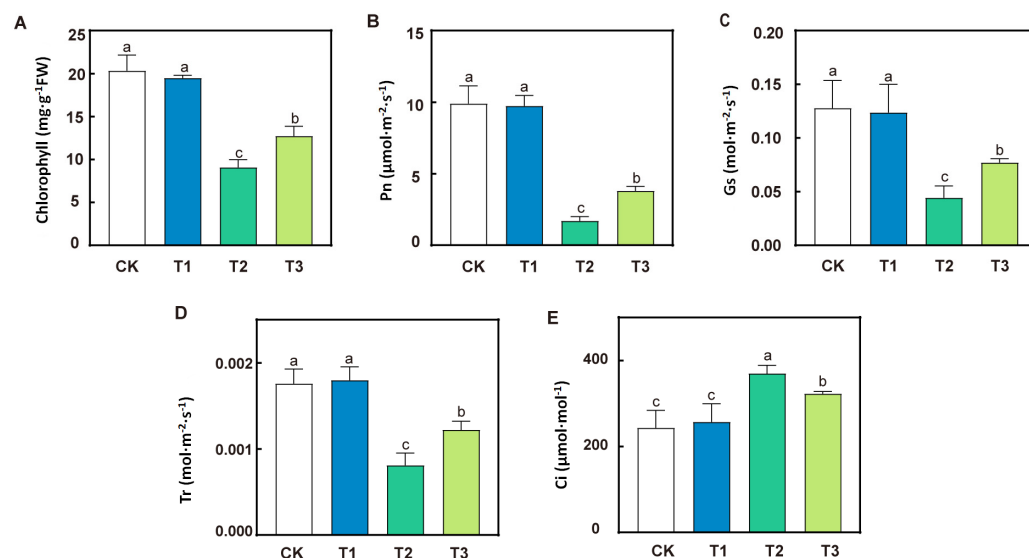 A
Chlorophyll (mg·g⁻¹FW)
25
20
15
10
5
0
a
a
c
b
CK T1 T2 T3
B
Pn (μmol·m⁻²·s⁻¹)
15
10
5
0
a
a
c
b
CK T1 T2 T3
C
Gs (mol·m⁻²·s⁻¹)
0.20
0.15
0.10
0.05
0.00
a
a
c
b
CK T1 T2 T3
D
Tr (mol·m⁻²·s⁻¹)
0.002
0.001
0.000
a
a
c
b
CK T1 T2 T3
E
Ci (μmol·mol⁻¹)
400
200
0
c
c
a
b
CK T1 T2 T3